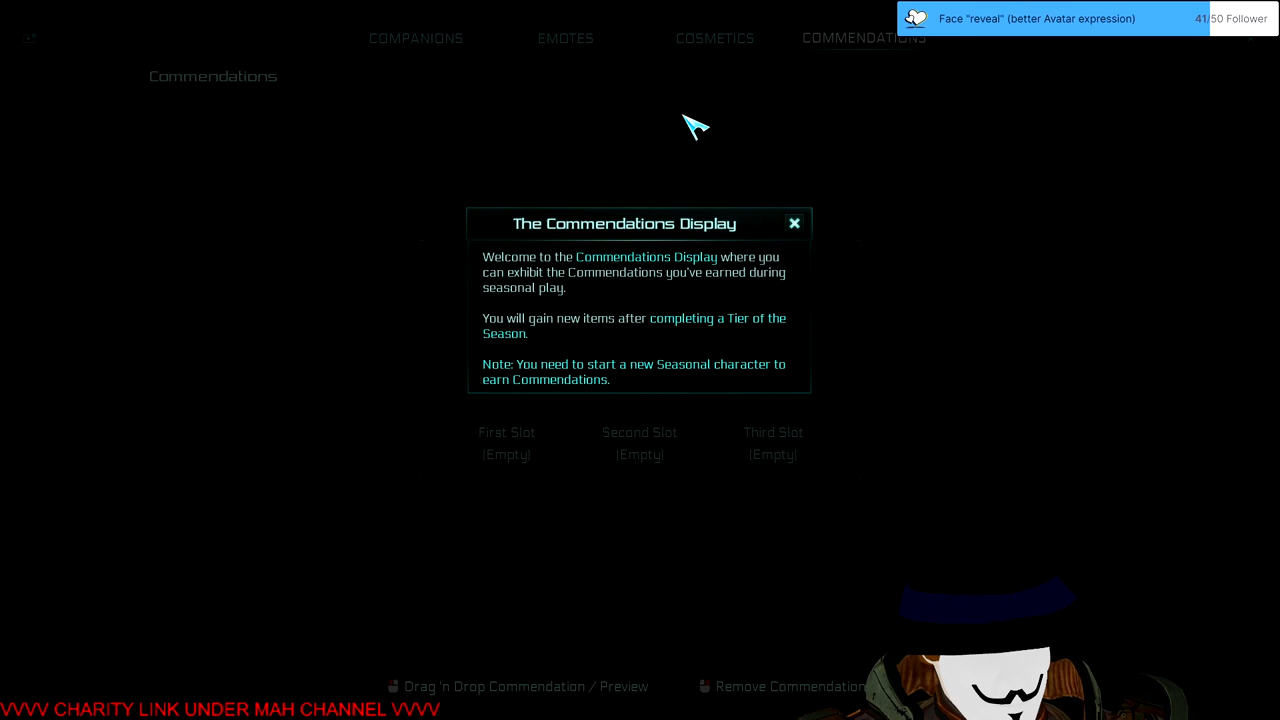 Face "reveal" (better Avatar expression) 41/50 Follower
COMPANIONS EMOTES COSMETICS COMMENDATIONS
Commendations
The Commendations Display
Welcome to the Commendations Display where you
can exhibit the Commendations you've earned during
seasonal play.
You will gain new items after completing a Tier of the
Season.
Note: You need to start a new Seasonal character to
earn Commendations.
First Slot Second Slot Third Slot
(Empty) (Empty) (Empty)
Drag 'n Drop Commendation / Preview Remove Commendation
VVVV CHARITY LINK UNDER MAH CHANNEL VVVV